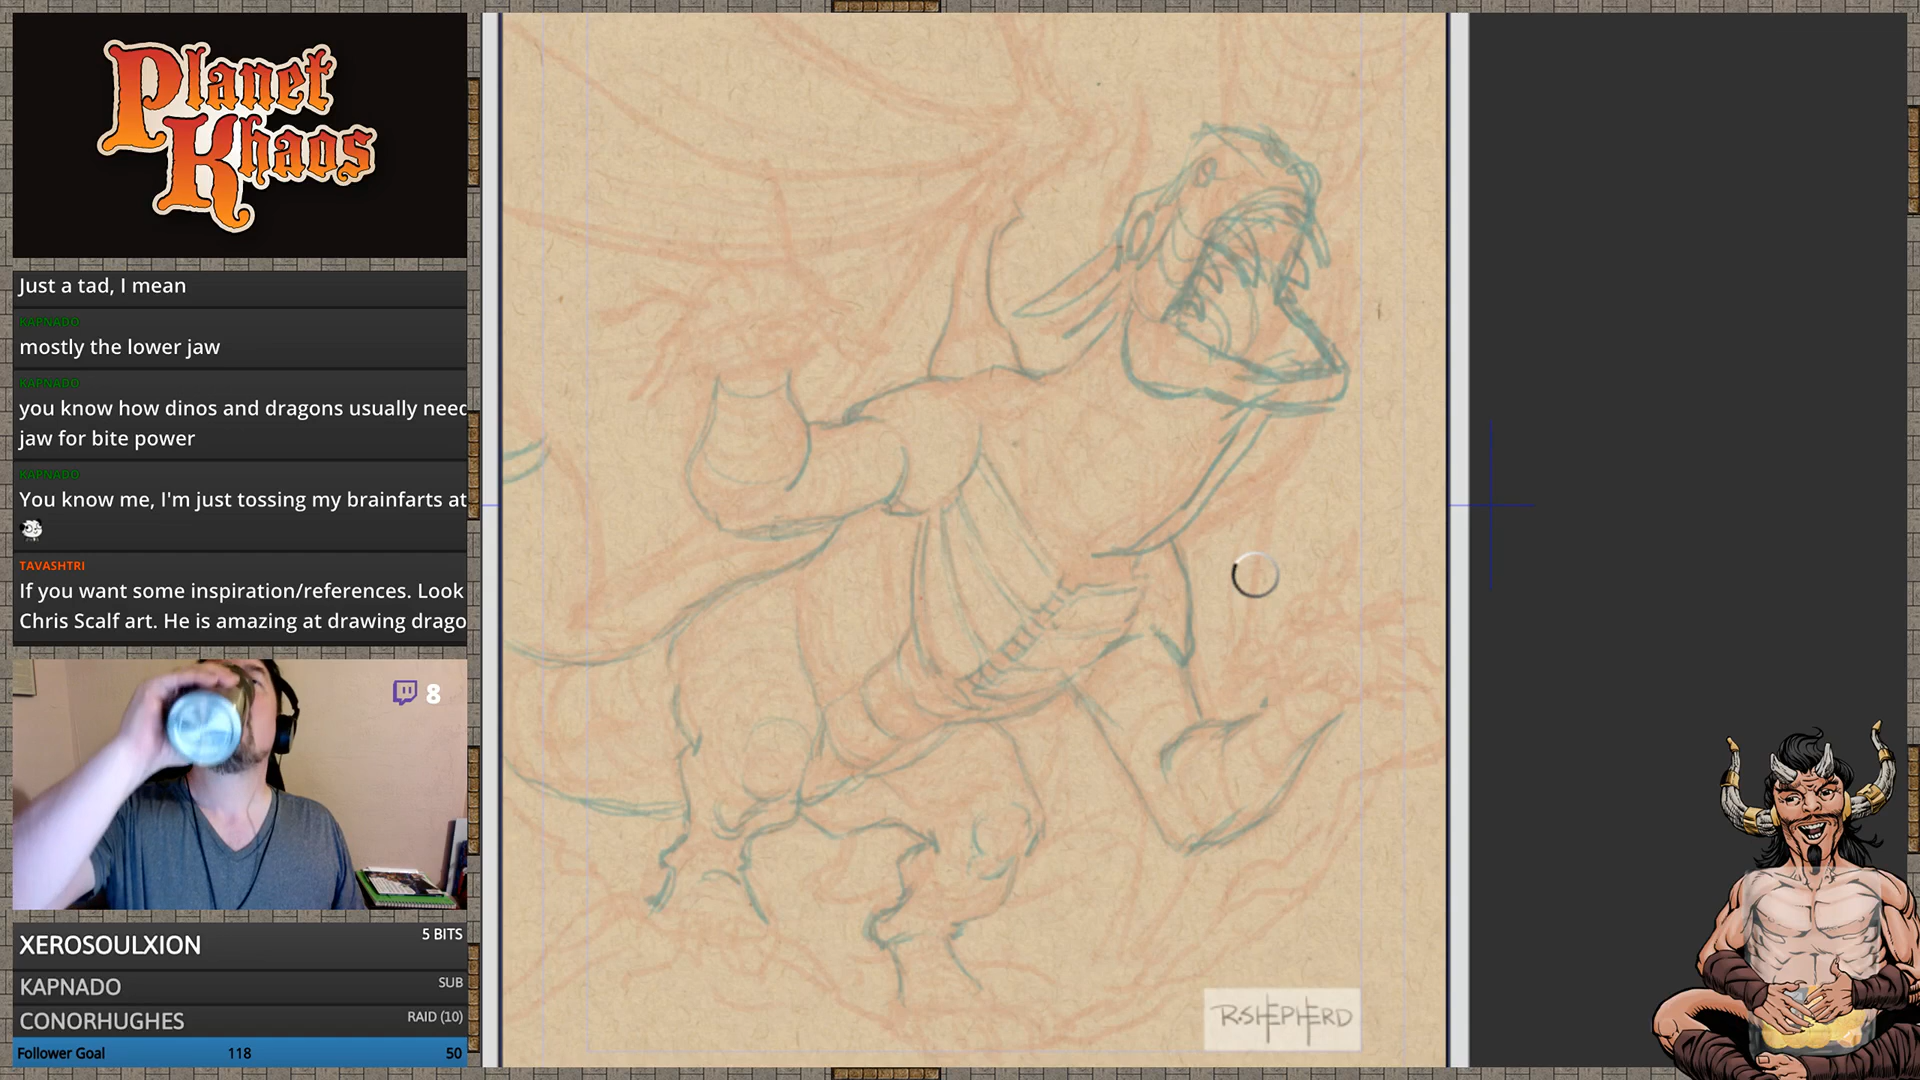 Planet
Khaos
Just a tad, I mean
KAPNADO
mostly the lower jaw
KAPNADO
you know how dinos and dragons usually need
jaw for bite power
KAPNADO
You know me, I'm just tossing my brainfarts at
TAVASHTRI
If you want some inspiration/references. Look
Chris Scalf art. He is amazing at drawing drago
8
XEROSOULXION
5 BITS
KAPNADO
SUB
CONORHUGHES
RAID (10)
Follower Goal
118
50
R.SHEPHERD